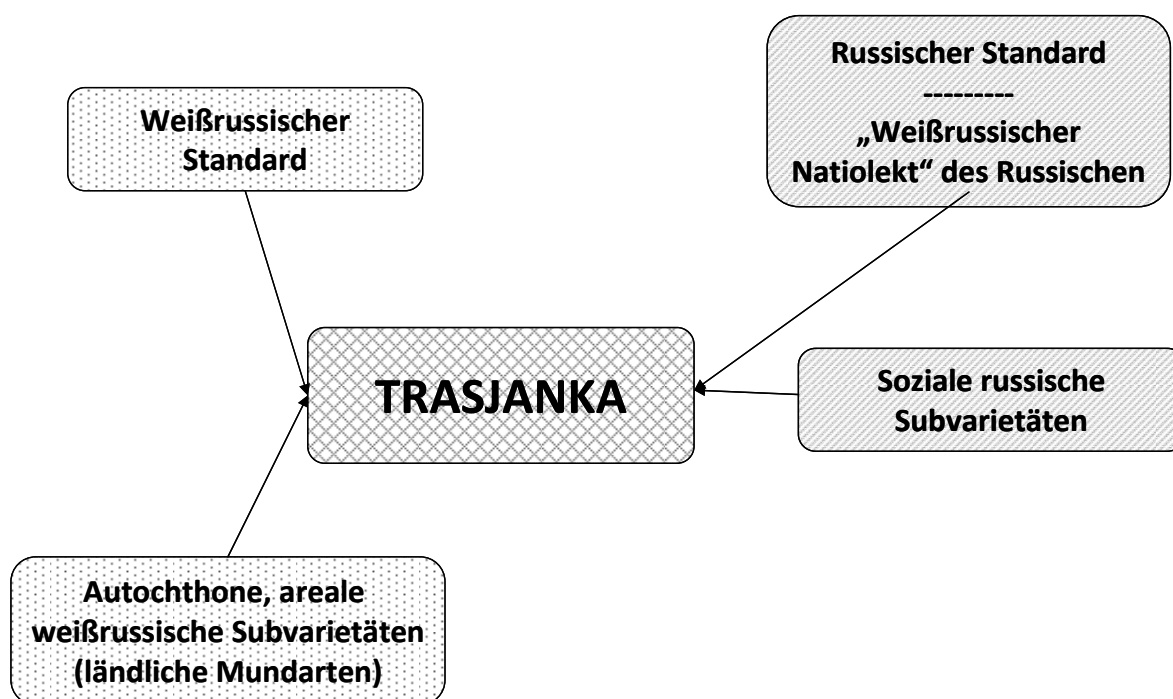 Weißrussischer
Standard
Russischer Standard
---------
„Weißrussischer
Natiolekt“ des Russischen
TRASJANKA
Soziale russische
Subvarietäten
Autochthone, areale
weißrussische Subvarietäten
(ländliche Mundarten)